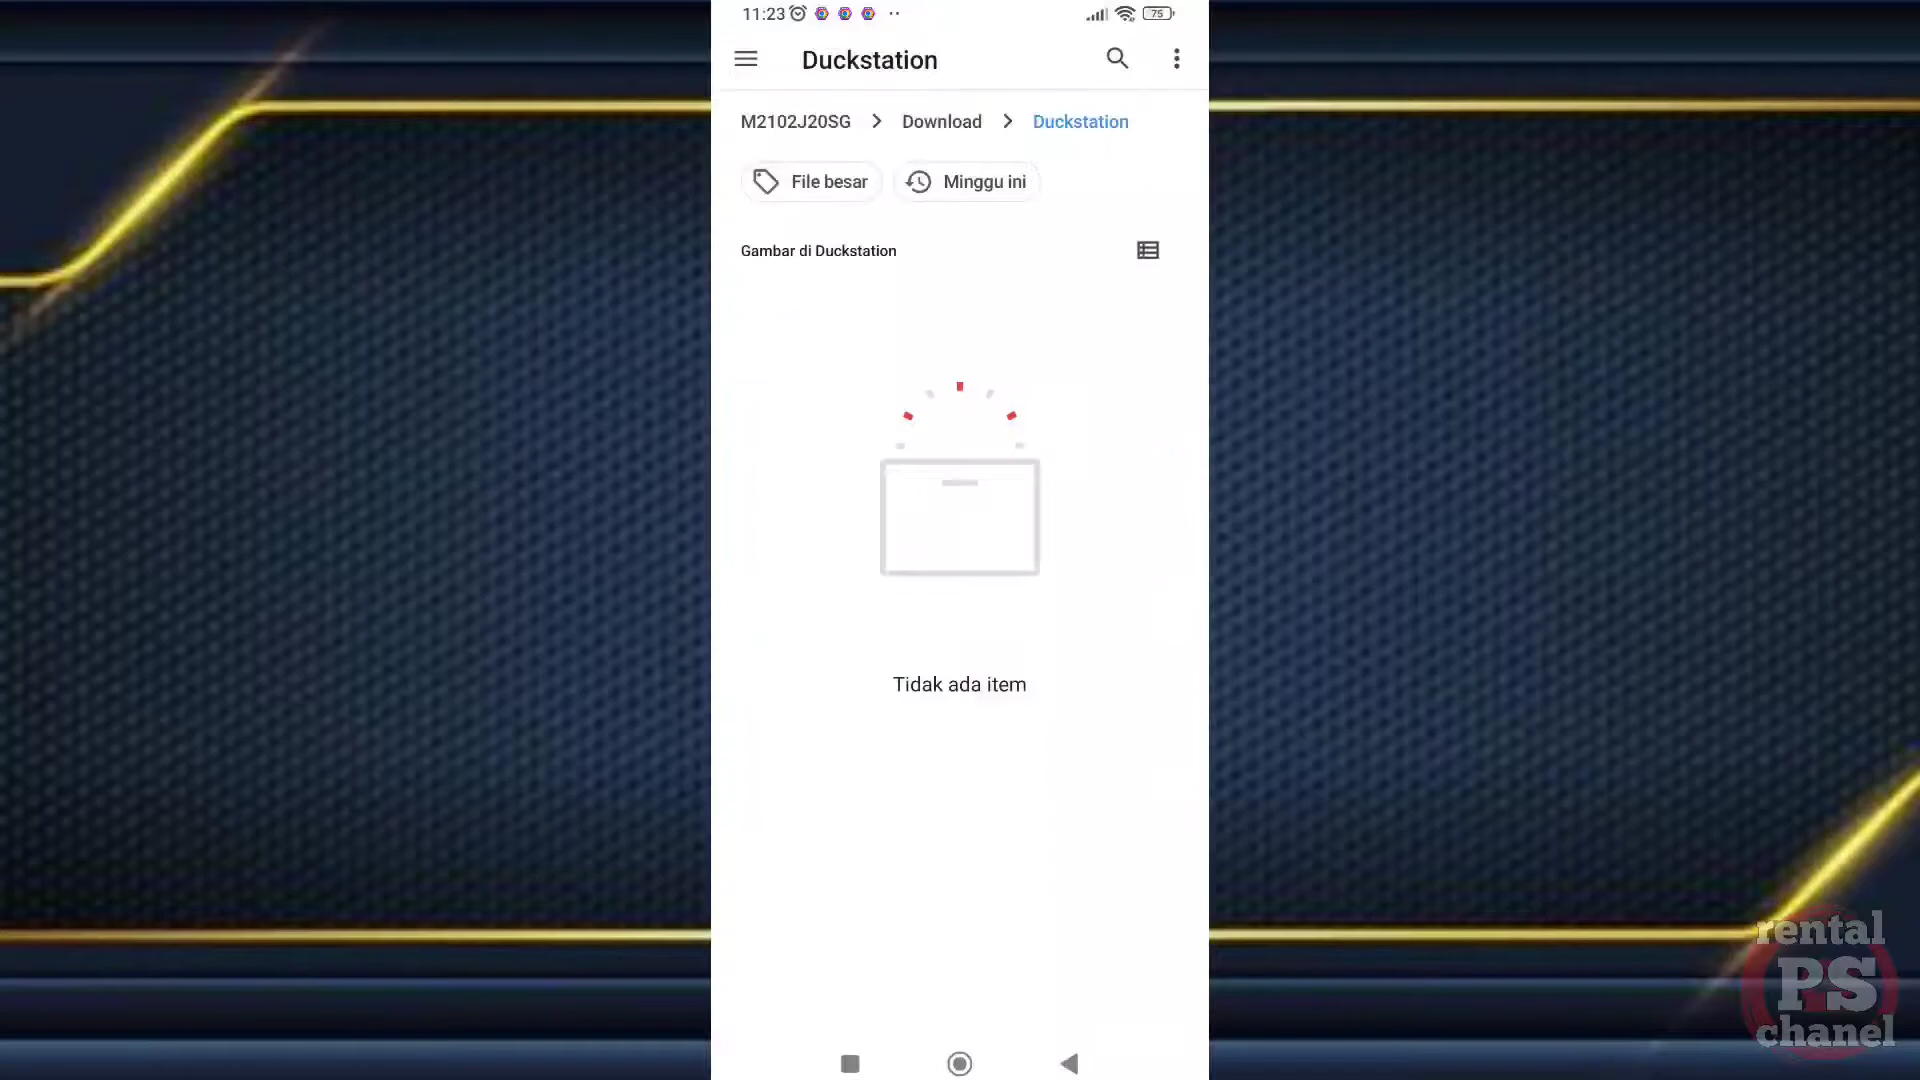 11:23
75
Duckstation
M2102J20SG > Download > Duckstation
File besar
Minggu ini
Gambar di Duckstation
Tidak ada item
rental
PS
chanel